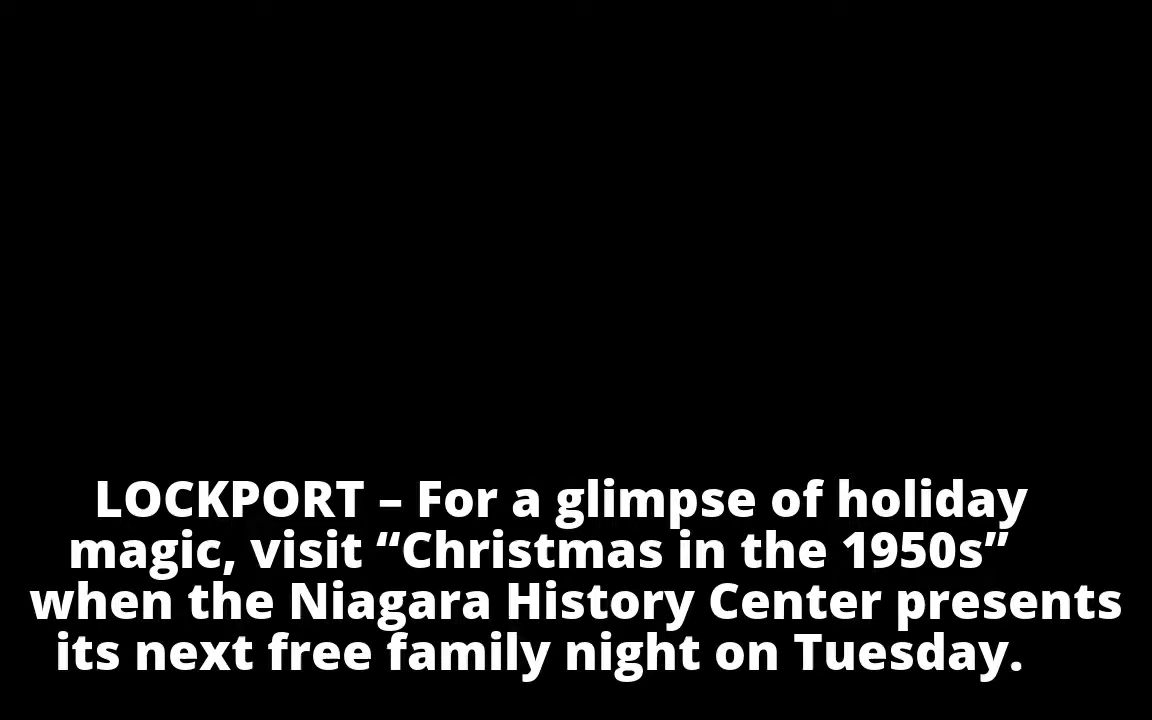 LOCKPORT – For a glimpse of holiday
magic, visit “Christmas in the 1950s”
when the Niagara History Center presents
its next free family night on Tuesday.